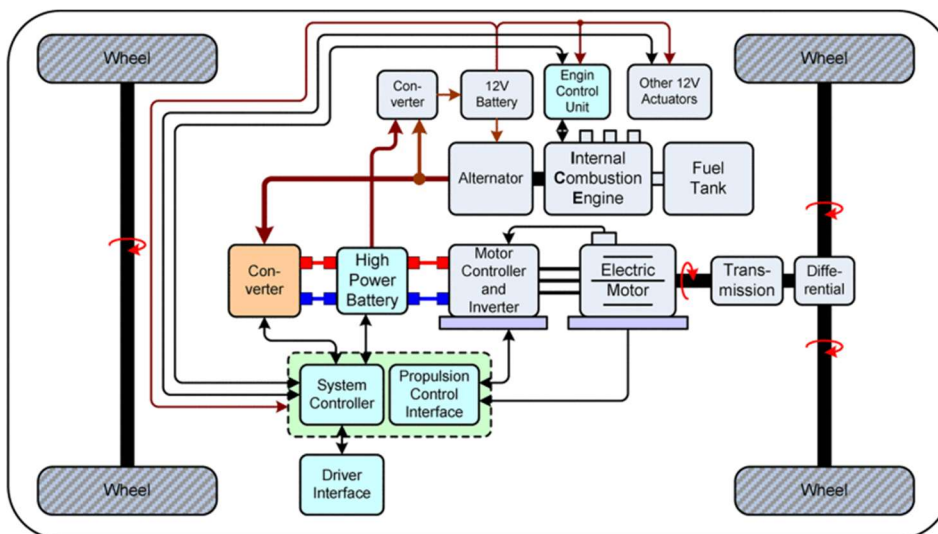 Wheel
Wheel
Con-
verter
12V
Battery
Engin
Control
Unit
Other 12V
Actuators
Alternator
Internal
Combustion
Engine
Fuel
Tank
Con-
verter
High
Power
Battery
Motor
Controller
and
Inverter
Electric
Motor
Trans-
mission
Diffe-
rential
System
Controller
Propulsion
Control
Interface
Driver
Interface
Wheel
Wheel